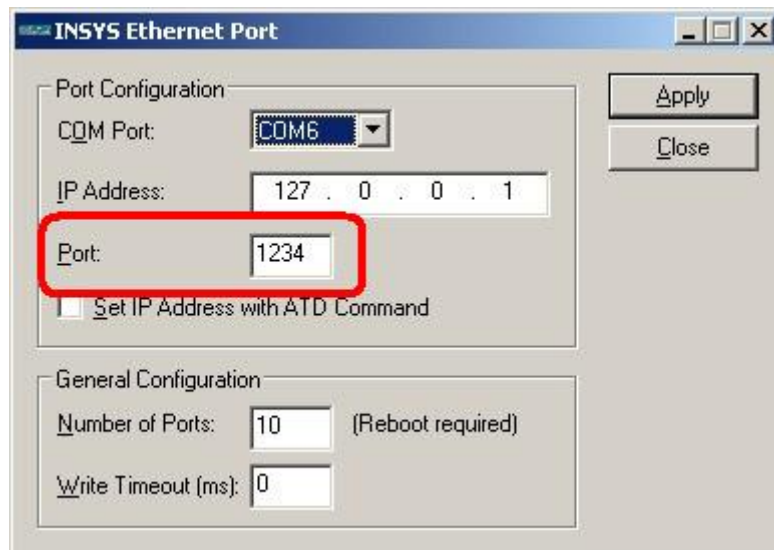 INSYS Ethernet Port
Port Configuration
COM Port: COM6
Apply
Close
IP Address: 127 . 0 . 0 . 1
Port: 1234
Set IP Address with ATD Command
General Configuration
Number of Ports: 10 (Reboot required)
Write Timeout (ms): 0